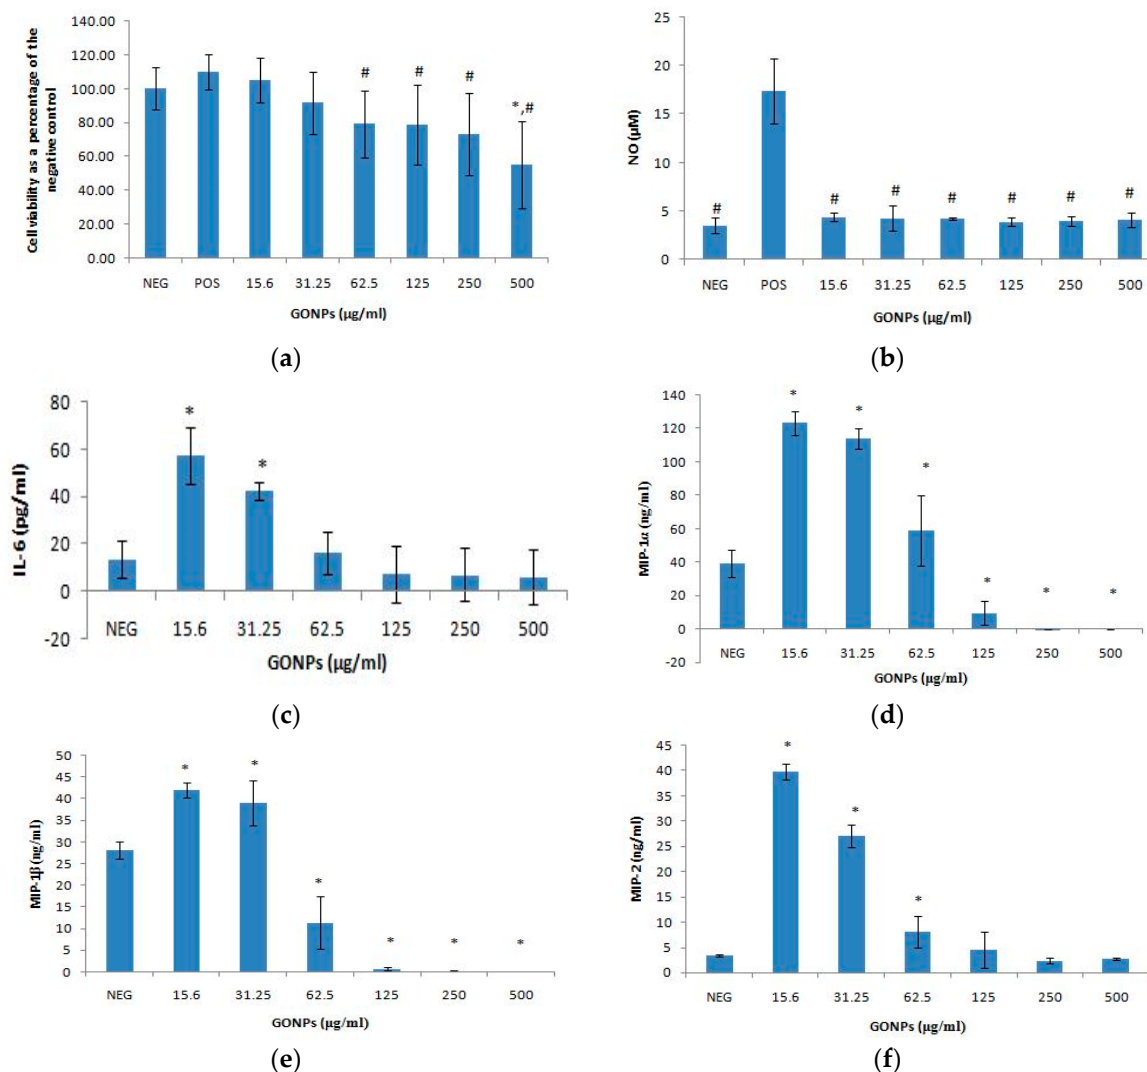 Cell viability as a percentage of the
negative control
140.00
120.00
100.00
80.00
60.00
40.00
20.00
0.00
# # # *,#
NEG POS 15.6 31.25 62.5 125 250 500
GONPs (µg/ml)
(a)
NO (µM)
25
20
15
10
5
0
# # # # # # #
NEG POS 15.6 31.25 62.5 125 250 500
GONPs (µg/ml)
(b)
IL-6 (pg/ml)
80
60
40
20
0
-20
* *
NEG 15.6 31.25 62.5 125 250 500
GONPs (µg/ml)
(c)
MIP-1α (ng/ml)
140
120
100
80
60
40
20
0
-20
* * * * * *
NEG 15.6 31.25 62.5 125 250 500
GONPs (µg/ml)
(d)
MIP-1β (ng/ml)
50
45
40
35
30
25
20
15
10
5
0
* * * * * *
NEG 15.6 31.25 62.5 125 250 500
GONPs (µg/ml)
(e)
MIP-2 (ng/ml)
45
40
35
30
25
20
15
10
5
0
* * *
NEG 15.6 31.25 62.5 125 250 500
GONPs (µg/ml)
(f)